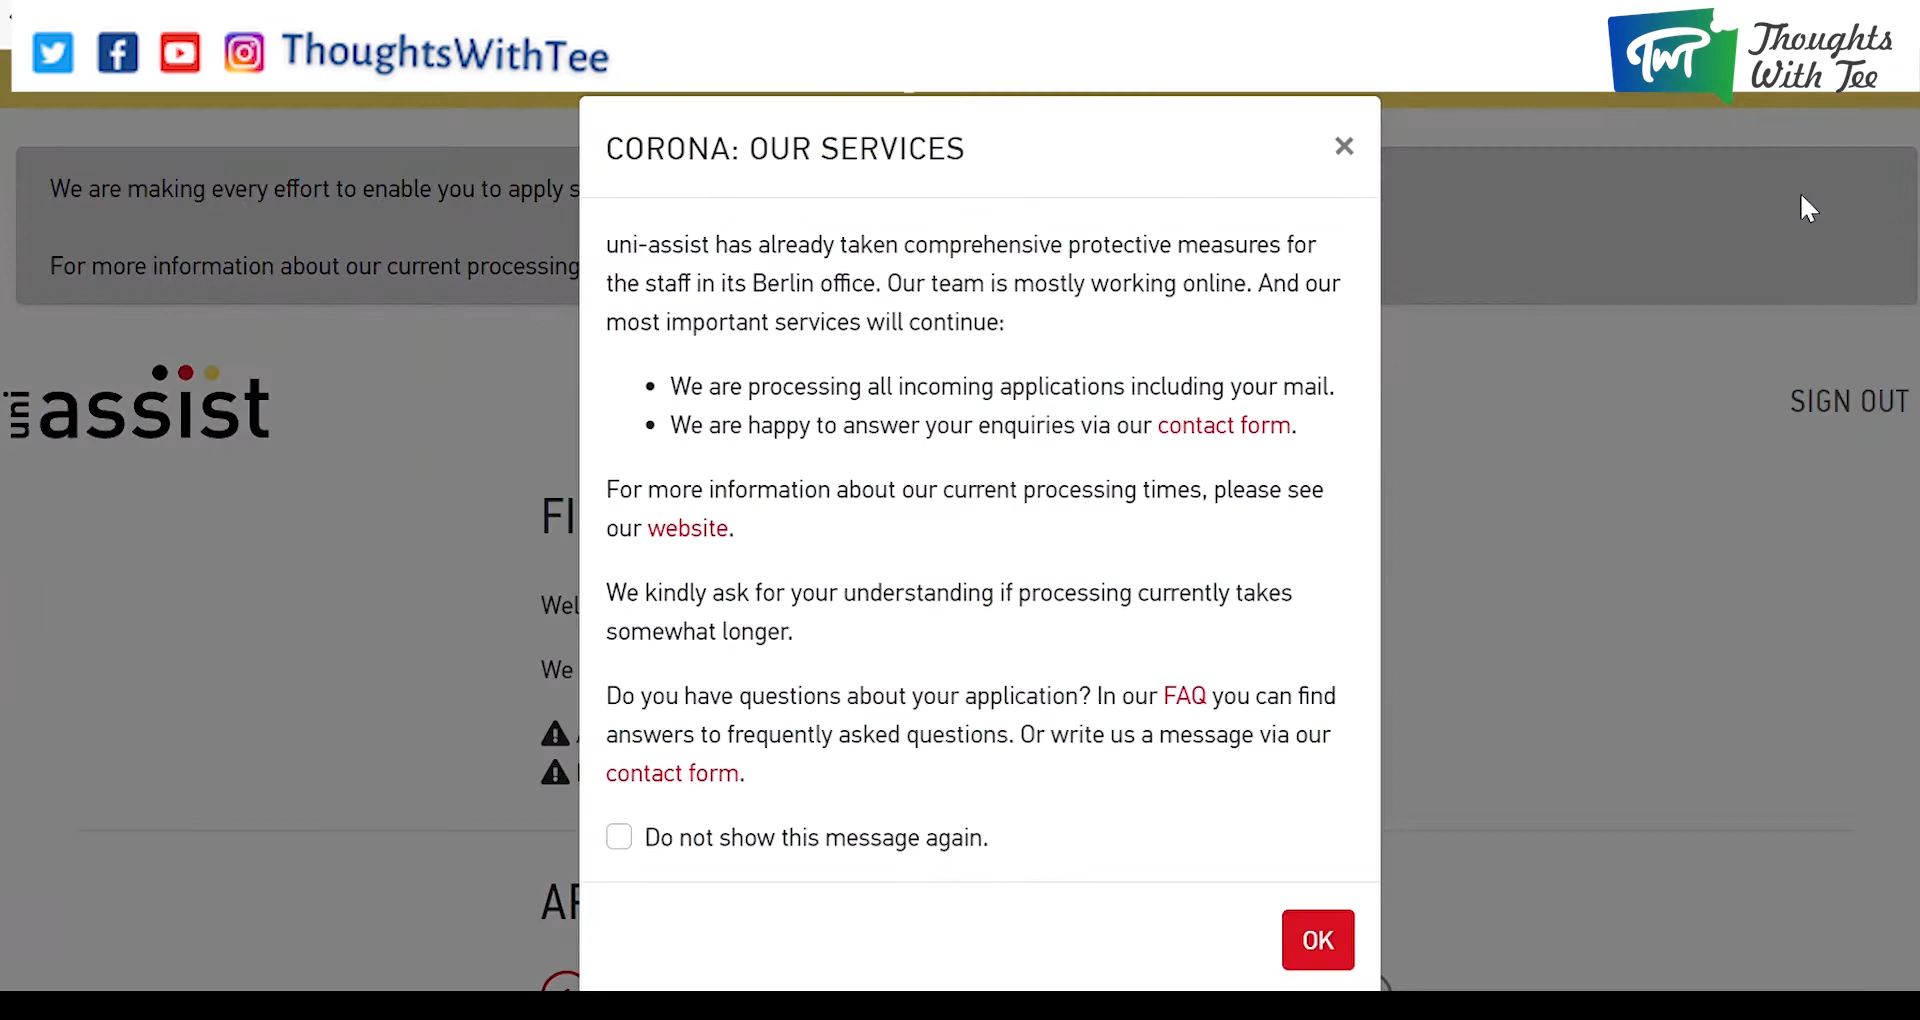 ThoughtsWithTee
TWT
Thoughts
With Tee
CORONA: OUR SERVICES
×
We are making every effort to enable you to apply s
For more information about our current processing
uni-assist has already taken comprehensive protective measures for
the staff in its Berlin office. Our team is mostly working online. And our
most important services will continue:
• We are processing all incoming applications including your mail.
• We are happy to answer your enquiries via our contact form.
uni assist
SIGN OUT
For more information about our current processing times, please see
our website.
FI
We kindly ask for your understanding if processing currently takes
somewhat longer.
Wel
We
Do you have questions about your application? In our FAQ you can find
answers to frequently asked questions. Or write us a message via our
contact form.
Do not show this message again.
AP
OK